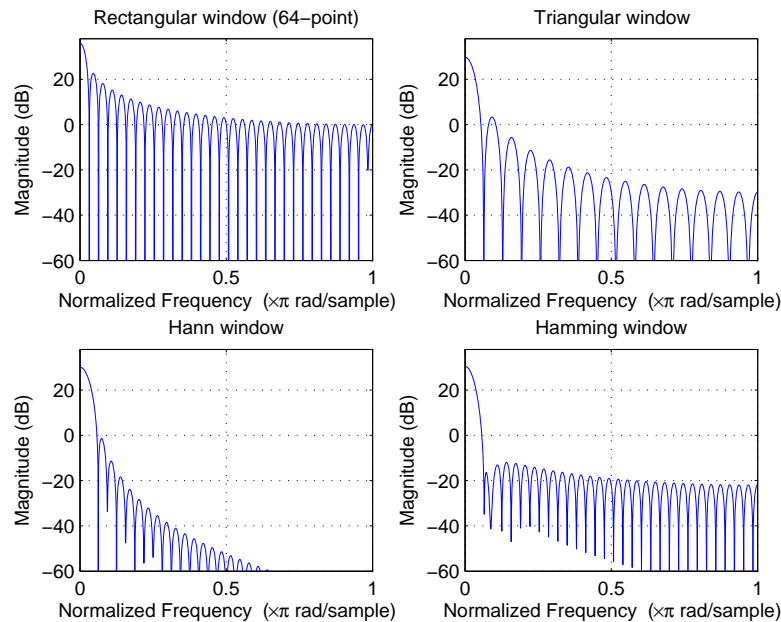 Rectangular window (64−point)
20
0
−20
−40
−60
0
0.5
1
Magnitude (dB)
Normalized Frequency (×π rad/sample)
Triangular window
20
0
−20
−40
−60
0
0.5
1
Magnitude (dB)
Normalized Frequency (×π rad/sample)
Hann window
20
0
−20
−40
−60
0
0.5
1
Magnitude (dB)
Normalized Frequency (×π rad/sample)
Hamming window
20
0
−20
−40
−60
0
0.5
1
Magnitude (dB)
Normalized Frequency (×π rad/sample)